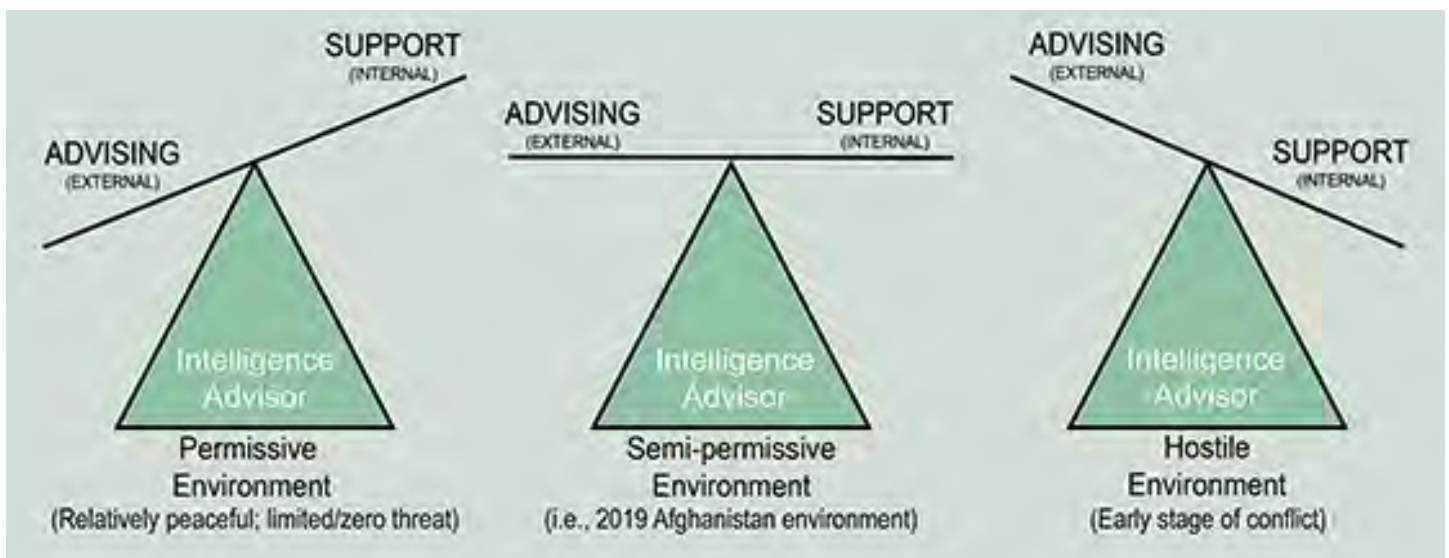 SUPPORT
(INTERNAL)
ADVISING
(EXTERNAL)
Intelligence
Advisor
Permissive
Environment
(Relatively peaceful; limited/zero threat)
ADVISING
(EXTERNAL)
SUPPORT
(INTERNAL)
Intelligence
Advisor
Semi-permissive
Environment
(i.e., 2019 Afghanistan environment)
ADVISING
(EXTERNAL)
SUPPORT
(INTERNAL)
Intelligence
Advisor
Hostile
Environment
(Early stage of conflict)